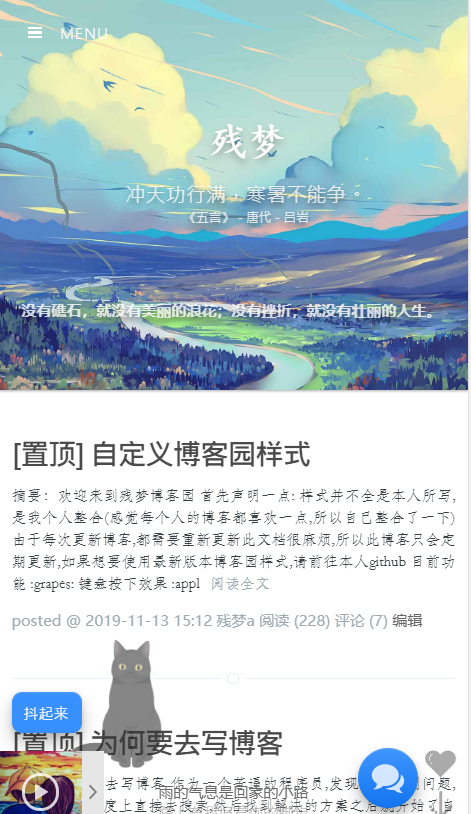 MENU
残梦
冲天功行满，寒暑不能争。
《五言》 - 唐代 - 吕岩
没有礁石，就没有美丽的浪花；没有挫折，就没有壮丽的人生。
[置顶] 自定义博客园样式
摘要： 欢迎来到残梦博客园 首先声明一点: 样式并不全是本人所写,
是我个人整合(感觉每个人的博客都喜欢一点,所以自己整合了一下)
由于每次更新博客,都需要重新更新此文档很麻烦,所以此博客只会定
期更新,如果想要使用最新版本博客园样式,请前往本人github 目前功
能 :grapes: 键盘按下效果 :appl 阅读全文
posted @ 2019-11-13 15:12 残梦a 阅读 (228) 评论 (7) 编辑
抖起来
[置顶] 为何要去写博客
去写博客 作为一个苦逼的程序员,发现问题,
雨的气息是回家的小路
度上直接去搜索,然后找到解决的方案之后就开始了自